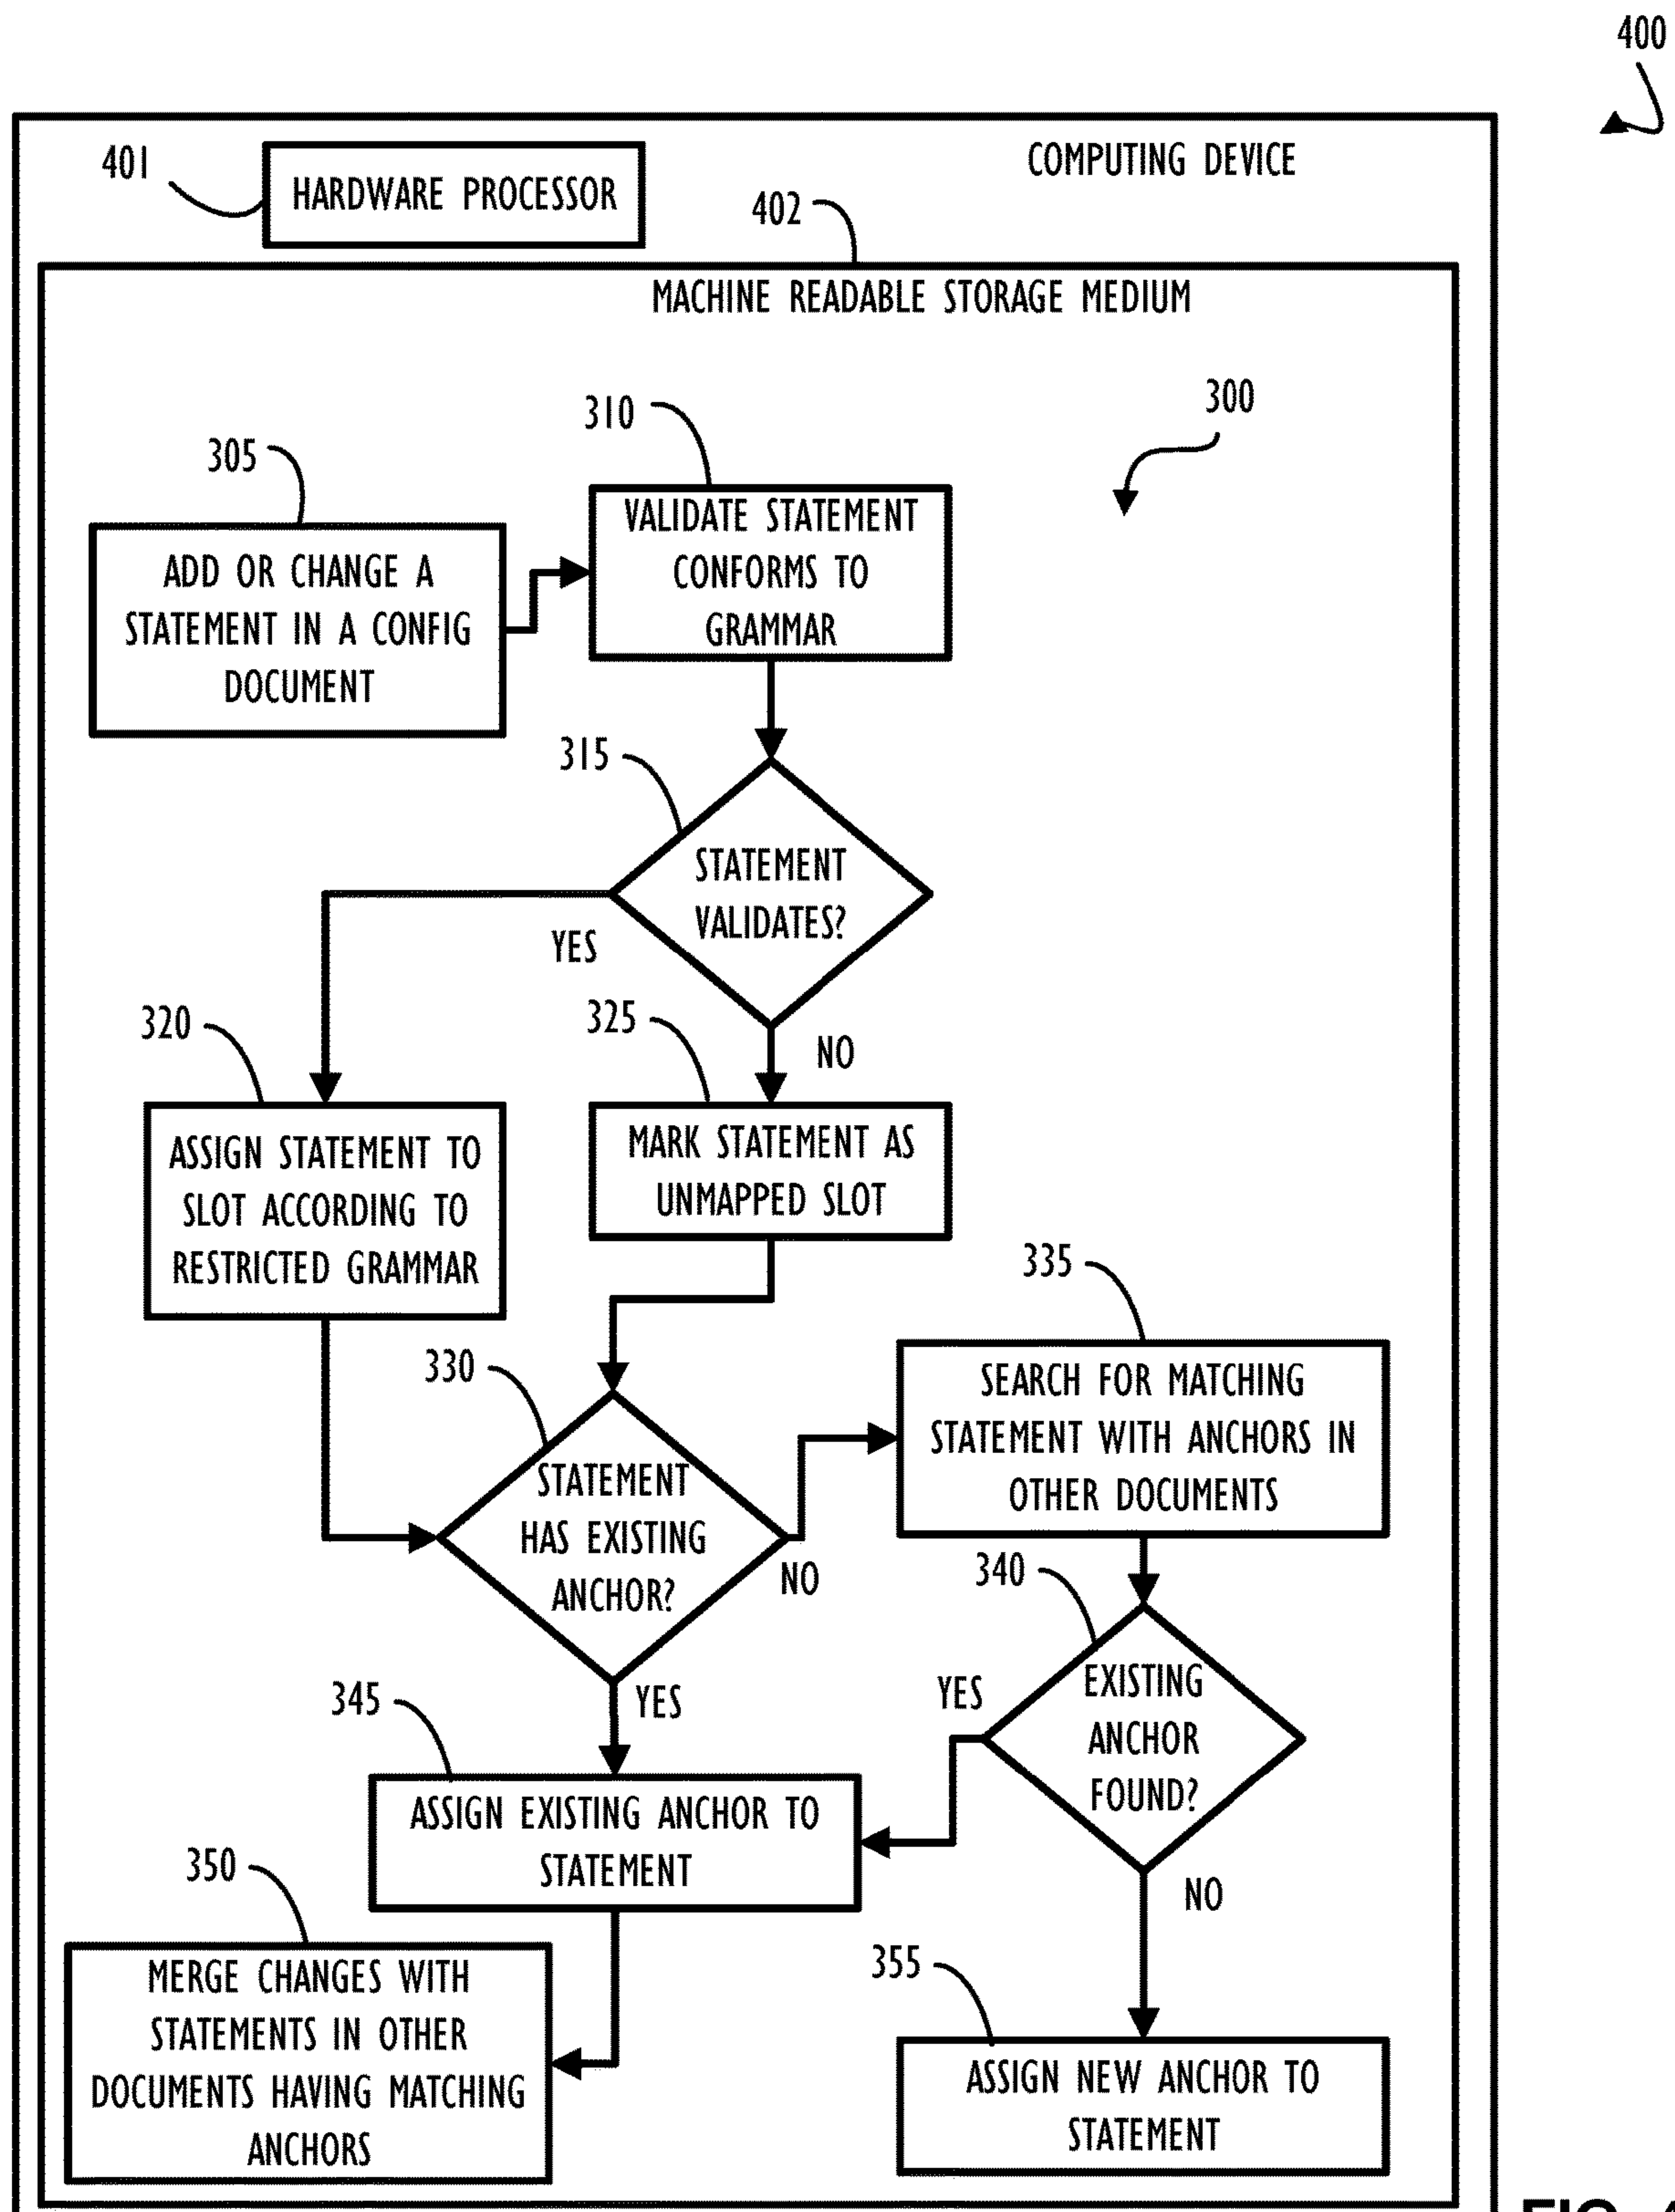 400
401
HARDWARE PROCESSOR
COMPUTING DEVICE
402
MACHINE READABLE STORAGE MEDIUM
300
305
ADD OR CHANGE A
STATEMENT IN A CONFIG
DOCUMENT
310
VALIDATE STATEMENT
CONFORMS TO
GRAMMAR
315
STATEMENT
VALIDATES?
YES
NO
320
ASSIGN STATEMENT TO
SLOT ACCORDING TO
RESTRICTED GRAMMAR
325
MARK STATEMENT AS
UNMAPPED SLOT
330
STATEMENT
HAS EXISTING
ANCHOR?
NO
YES
335
SEARCH FOR MATCHING
STATEMENT WITH ANCHORS IN
OTHER DOCUMENTS
340
EXISTING
ANCHOR
FOUND?
YES
NO
345
ASSIGN EXISTING ANCHOR TO
STATEMENT
350
MERGE CHANGES WITH
STATEMENTS IN OTHER
DOCUMENTS HAVING MATCHING
ANCHORS
355
ASSIGN NEW ANCHOR TO
STATEMENT